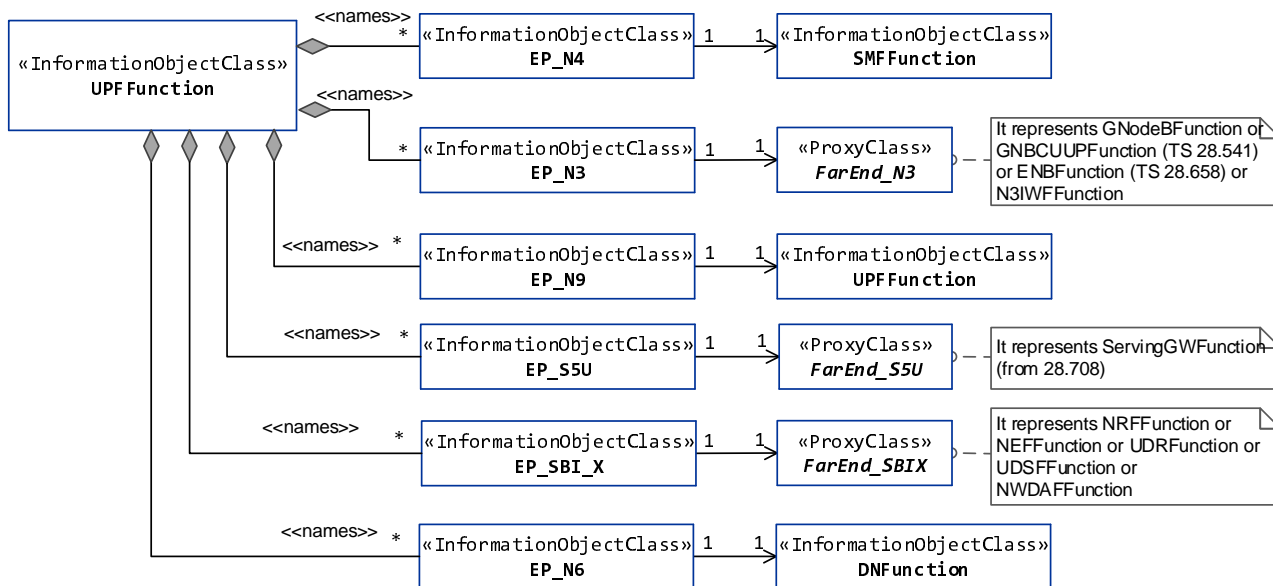 «InformationObjectClass»
UPFFunction
<<names>>
*
«InformationObjectClass»
EP_N4
1
1
«InformationObjectClass»
SMFFunction
<<names>>
*
«InformationObjectClass»
EP_N3
1
1
«ProxyClass»
FarEnd_N3
It represents GNodeBFunction or
GNBCUUPFunction (TS 28.541)
or ENBFunction (TS 28.658) or
N3IWFFunction
<<names>>
*
«InformationObjectClass»
EP_N9
1
1
«InformationObjectClass»
UPFFunction
<<names>>
*
«InformationObjectClass»
EP_S5U
1
1
«ProxyClass»
FarEnd_S5U
It represents ServingGWFunction
(from 28.708)
<<names>>
*
«InformationObjectClass»
EP_SBI_X
1
1
«ProxyClass»
FarEnd_SBIX
It represents NRFFunction or
NEFFunction or UDRFunction or
UDSFFunction or
NWDAFFunction
<<names>>
*
«InformationObjectClass»
EP_N6
1
1
«InformationObjectClass»
DNFunction